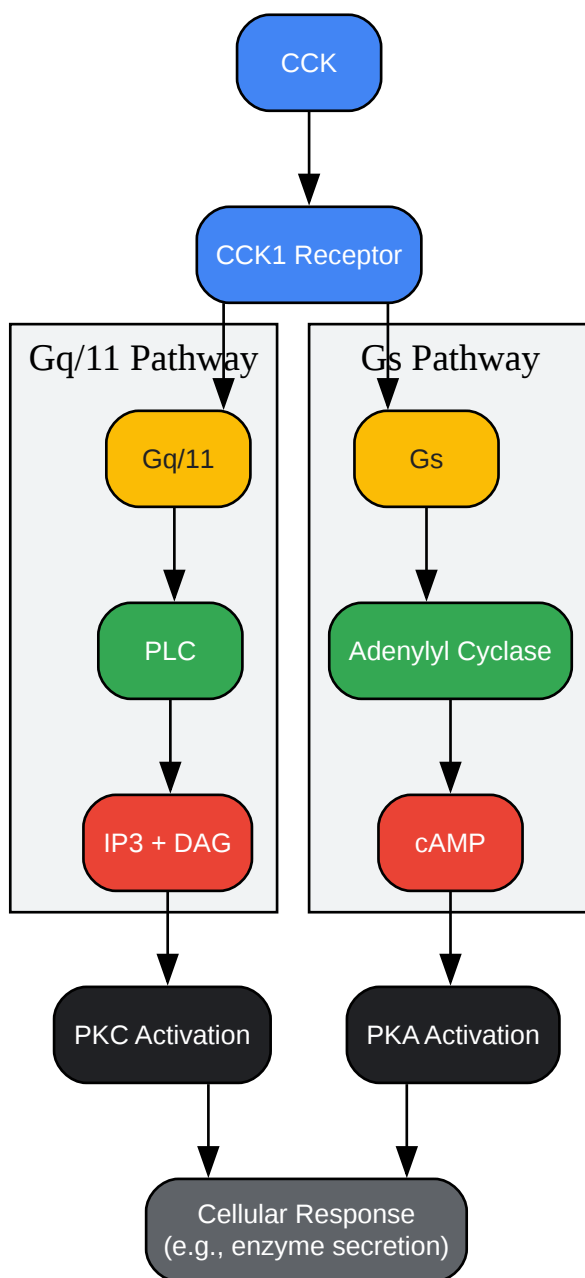 CCK
CCK1 Receptor
Gq/11 Pathway
Gs Pathway
Gq/11
Gs
PLC
Adenylyl Cyclase
IP3 + DAG
cAMP
PKC Activation
PKA Activation
Cellular Response
(e.g., enzyme secretion)